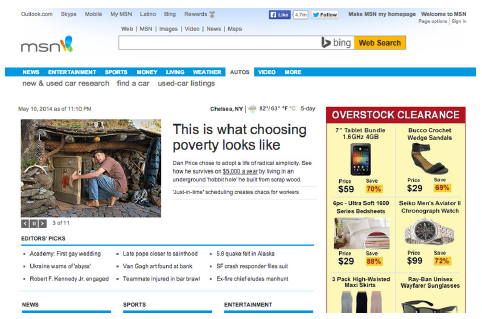 Outlook.com Skype Mobile My MSN Latino Bing Rewards
Like 4.7m Follow Make MSN my homepage Welcome to MSN
Page options | Sign in
Web | MSN | Images | Video | News | Maps
msn
bing Web Search
NEWS ENTERTAINMENT SPORTS MONEY LIVING WEATHER AUTOS VIDEO MORE
new & used car research find a car used-car listings
May 10, 2014 as of 11:10 PM
Chelsea, NY | 82°/63° °F °C 5-day
This is what choosing
poverty looks like
Dan Price chose to adopt a life of radical simplicity. See
how he survives on $5,000 a year by living in an
underground 'hobbit hole' he built from scrap wood.
'Just-in-time' scheduling creates chaos for workers
3 of 11
EDITORS' PICKS
Academy: First gay wedding
Ukraine warns of 'abyss'
Robert F. Kennedy Jr. engaged
Late pope closer to sainthood
Van Gogh art found at bank
Teammate injured in bar brawl
5.8 quake felt in Alaska
SF crash responder files suit
Ex-fire chief eludes manhunt
NEWS SPORTS ENTERTAINMENT
OVERSTOCK CLEARANCE
7" Tablet Bundle
1.6GHz 4GB
Price Save
$59 70%
Bucco Crochet
Wedge Sandals
Price Save
$29 69%
6pc - Ultra Soft 1600
Series Bedsheets
Price Save
$29 88%
Seiko Men's Aviator II
Chronograph Watch
Price Save
$99 72%
3 Pack High-Waisted
Maxi Skirts
Ray-Ban Unisex
Wayfarer Sunglasses